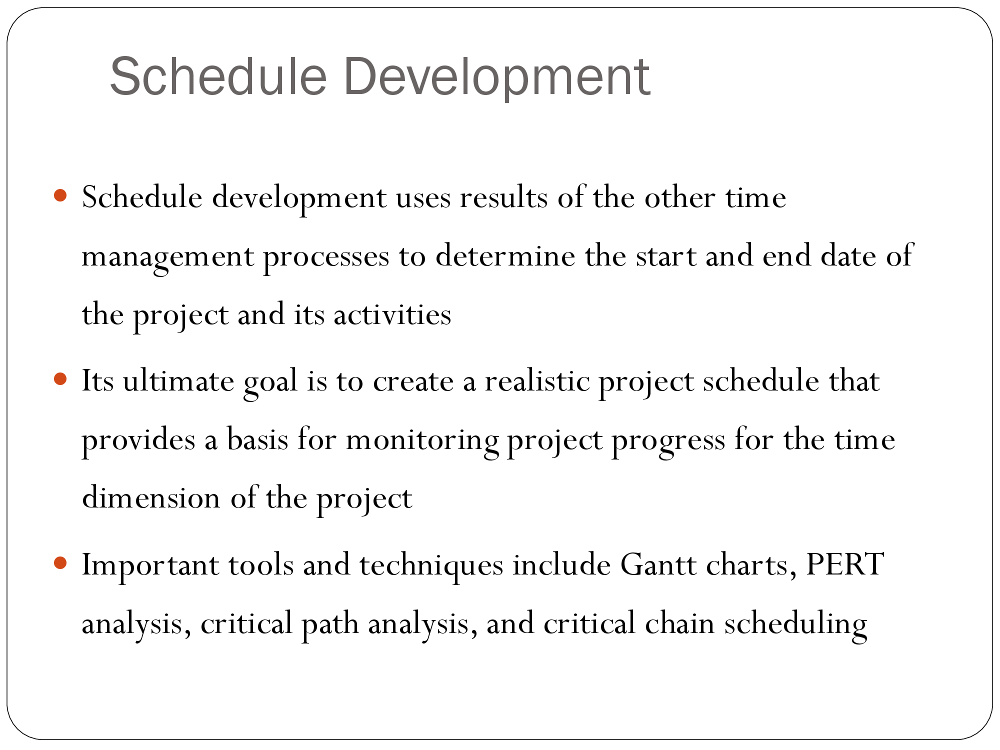 Schedule Development
• Schedule development uses results of the other time
management processes to determine the start and end date of
the project and its activities
• Its ultimate goal is to create a realistic project schedule that
provides a basis for monitoring project progress for the time
dimension of the project
• Important tools and techniques include Gantt charts, PERT
analysis, critical path analysis, and critical chain scheduling